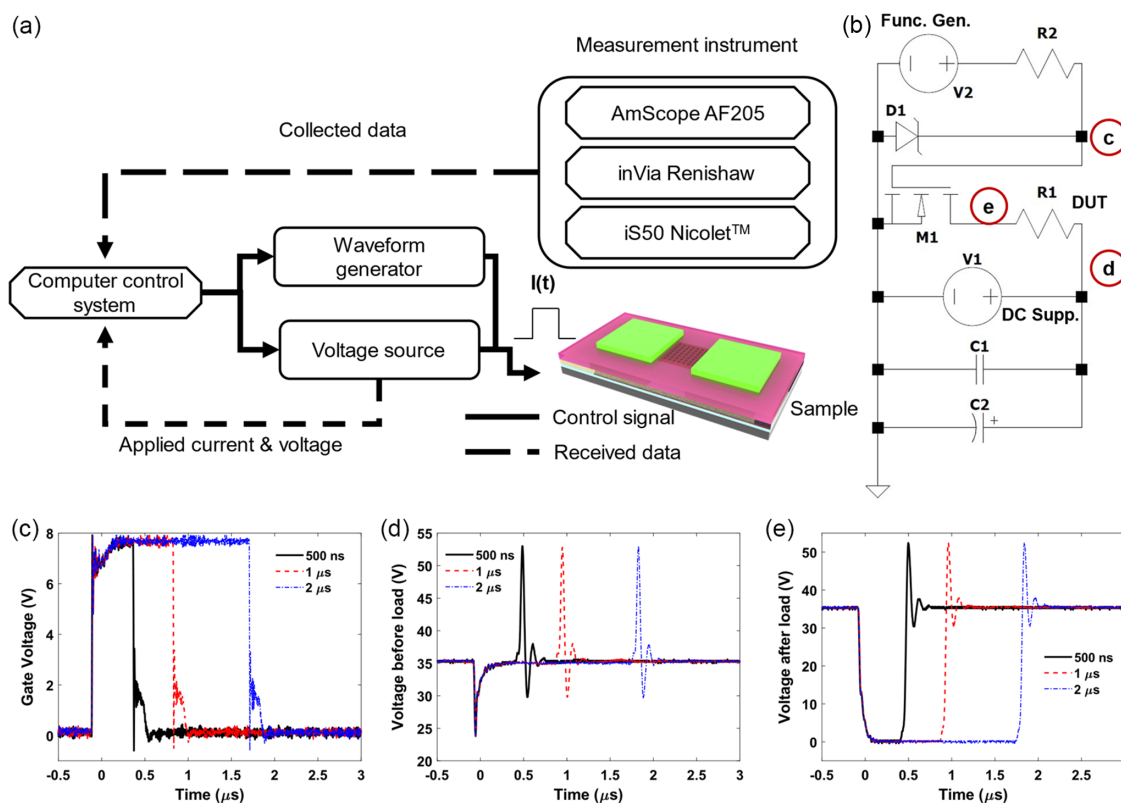 (a)
Measurement instrument
AmScope AF205
inVia Renishaw
iS50 Nicolet™
Collected data
Computer control
system
Waveform
generator
Voltage source
I(t)
Applied current & voltage
Control signal
Received data
Sample
(b)
Func. Gen.
R2
V2
D1
c
e
R1
DUT
M1
d
V1
DC Supp.
C1
C2
+
(c)
Gate Voltage (V)
8
6
4
2
0
-0.5 0 0.5 1 1.5 2 2.5 3
Time (μs)
500 ns
1 μs
2 μs
(d)
Voltage before load (V)
55
50
45
40
35
30
25
20
-0.5 0 0.5 1 1.5 2 2.5 3
Time (μs)
500 ns
1 μs
2 μs
(e)
Voltage after load (V)
50
40
30
20
10
0
-0.5 0 0.5 1 1.5 2 2.5
Time (μs)
500 ns
1 μs
2 μs